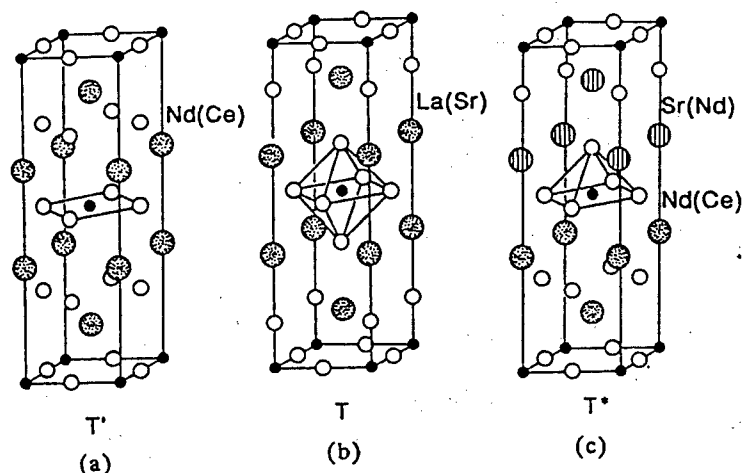 Nd(Ce)
La(Sr)
Sr(Nd)
Nd(Ce)
T'
T
T*
(a)
(b)
(c)